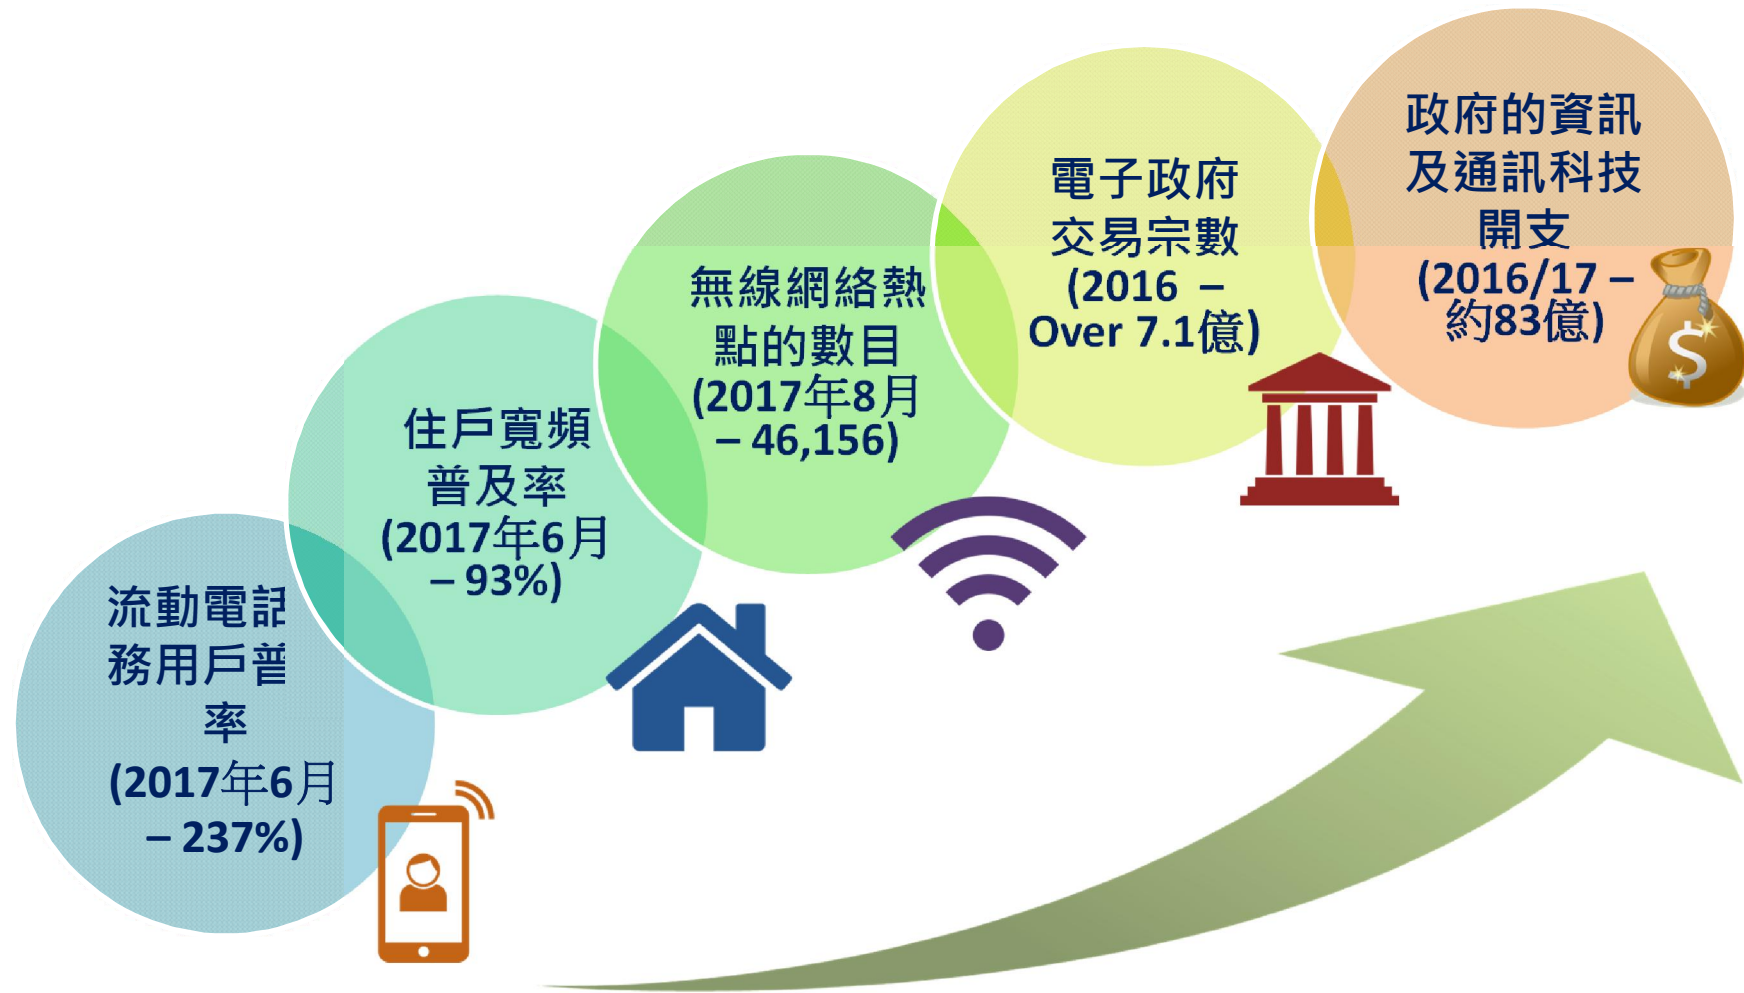 流動電話
務用戶普
率
(2017年6月
– 237%)
住戶寬頻
普及率
(2017年6月
– 93%)
無線網絡熱
點的數目
(2017年8月
– 46,156)
電子政府
交易宗數
(2016 –
Over 7.1億)
政府的資訊
及通訊科技
開支
(2016/17 –
約83億)
$